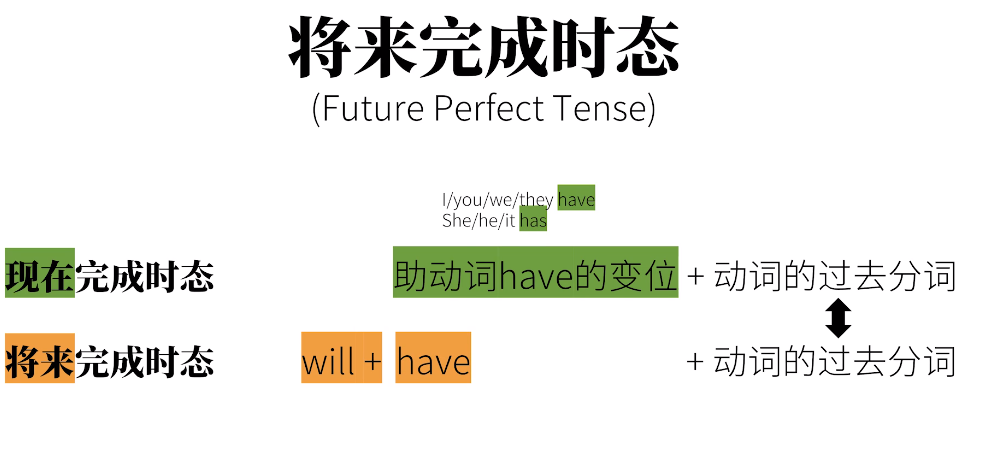 将来完成时态
(Future Perfect Tense)
I/you/we/they have
She/he/it has
现在完成时态 助动词have的变位 + 动词的过去分词
将来完成时态 will + have + 动词的过去分词